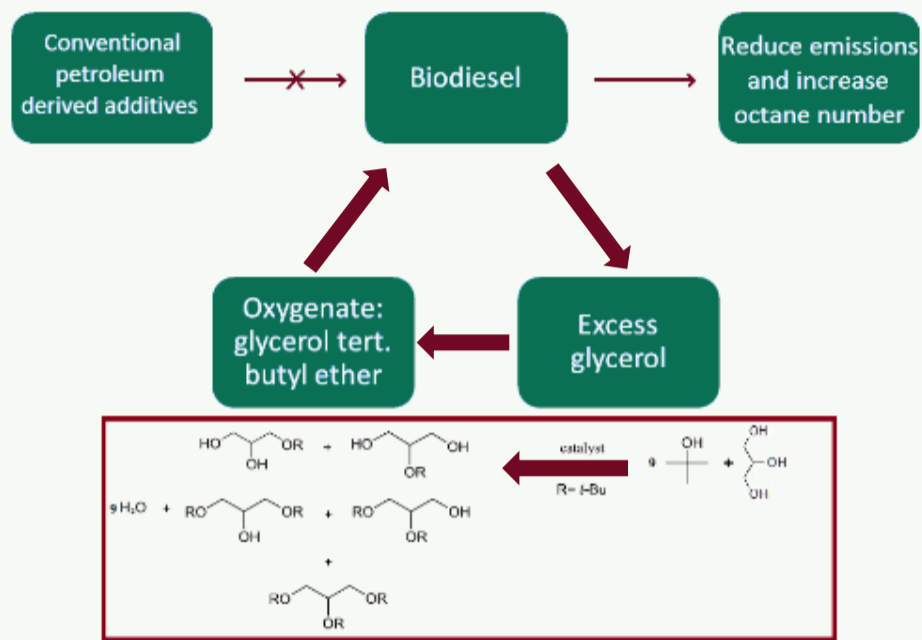 Conventional
petroleum
derived additives
Biodiesel
Reduce emissions
and increase
octane number
Oxygenate:
glycerol tert.
butyl ether
Excess
glycerol
HO
OR
OH
+
HO
OH
OR
catalyst
R= t-Bu
9
OH
+
OH
OH
OH
9 H₂O
+
RO
OR
OH
+
RO
OH
OR
+
RO
OR
OR